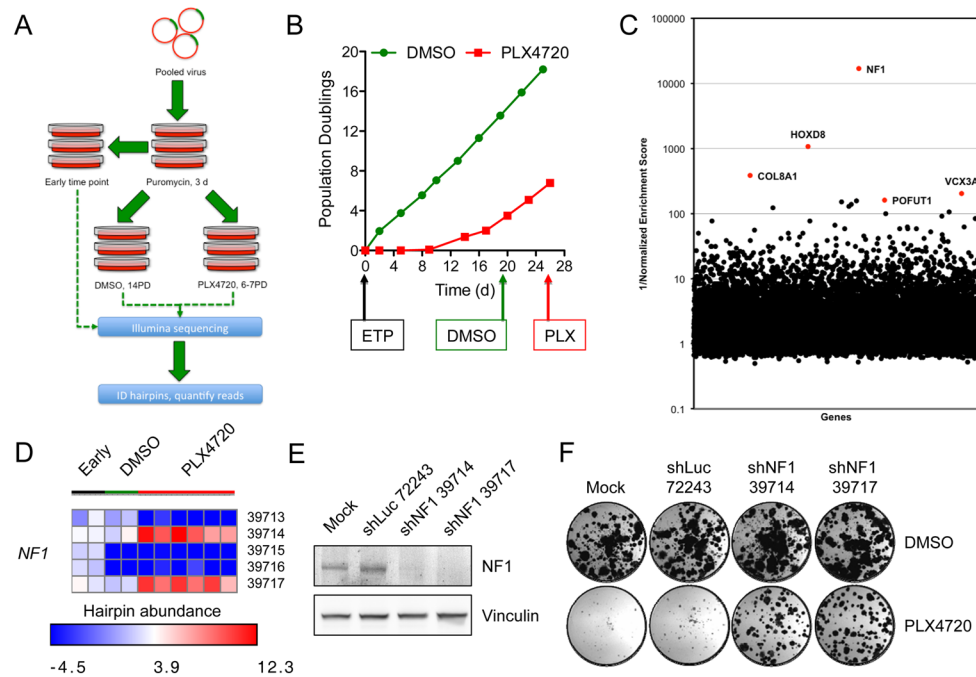 A
Pooled virus
Early time point
Puromycin, 3 d
DMSO, 14PD
PLX4720, 6-7PD
Illumina sequencing
ID hairpins, quantify reads
B
DMSO
PLX4720
Population Doublings
20
16
12
8
4
0
0 4 8 12 16 20 24 28
Time (d)
ETP
DMSO
PLX
C
1/Normalized Enrichment Score
100000
10000
1000
100
10
1
0.1
NF1
HOXD8
COL8A1
VCX3A
POFUT1
Genes
D
Early
DMSO
PLX4720
NF1
39713
39714
39715
39716
39717
Hairpin abundance
-4.5 3.9 12.3
E
Mock
shLuc 72243
shNF1 39714
shNF1 39717
NF1
Vinculin
F
Mock
shLuc
72243
shNF1
39714
shNF1
39717
DMSO
PLX4720